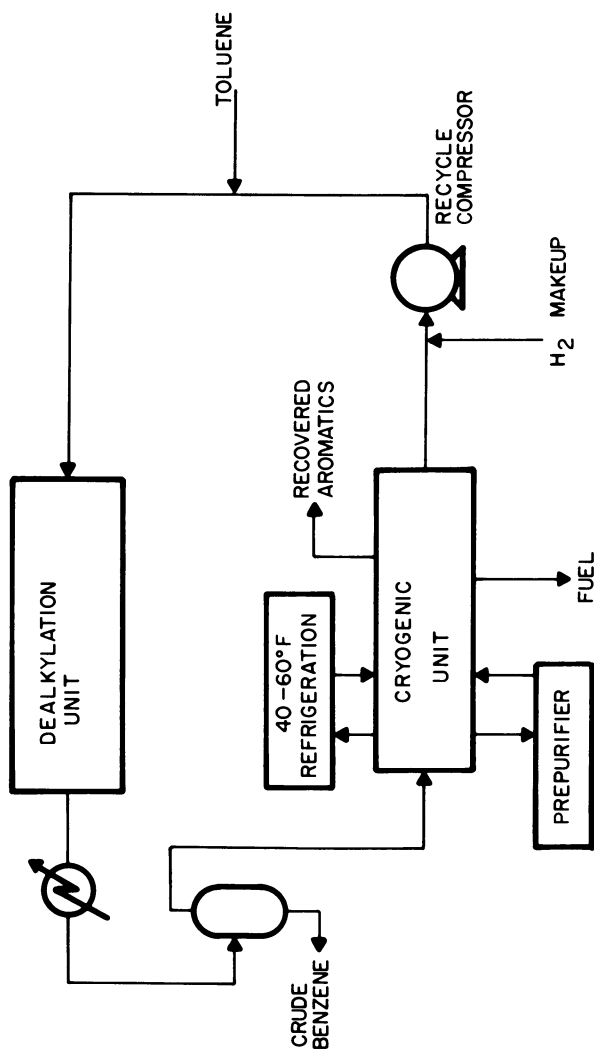 DEALKYLATION
UNIT
TOLUENE
RECYCLE
COMPRESSOR
H2 MAKEUP
RECOVERED
AROMATICS
40-60°F
REFRIGERATION
CRYOGENIC
UNIT
FUEL
PREPURIFIER
CRUDE
BENZENE